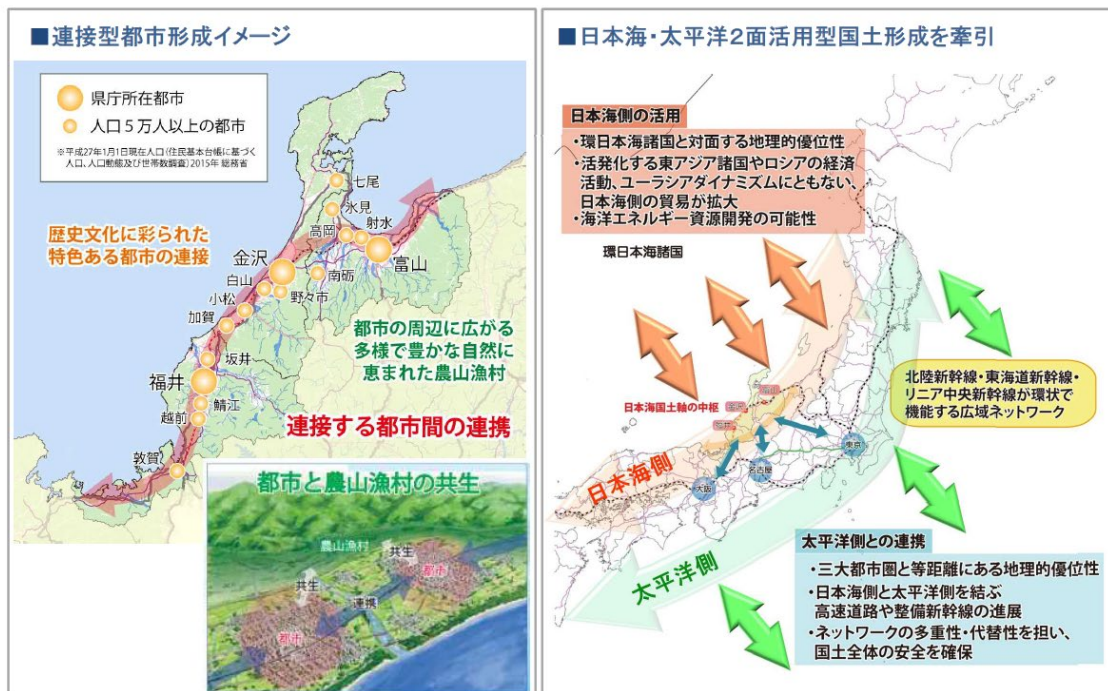 ■連接型都市形成イメージ
県庁所在都市
人口５万人以上の都市
※平成27年1月1日現在人口(住民基本台帳に基づく
人口、人口動態及び世帯数調査)2015年 総務省
七尾
氷見
高岡
射水
富山
歴史文化に彩られた
特色ある都市の連接
金沢
白山
小松
野々市
南砺
加賀
都市の周辺に広がる
多様で豊かな自然に
恵まれた農山漁村
坂井
福井
鯖江
越前
連接する都市間の連携
敦賀
都市と農山漁村の共生
農山漁村
共生
都市
共生
連携
都市
■日本海・太平洋２面活用型国土形成を牽引
日本海側の活用
・環日本海諸国と対面する地理的優位性
・活発化する東アジア諸国やロシアの経済
活動、ユーラシアダイナミズムにともない、
日本海側の貿易が拡大
・海洋エネルギー資源開発の可能性
環日本海諸国
北陸新幹線・東海道新幹線・
リニア中央新幹線が環状で
機能する広域ネットワーク
日本海国土軸の中枢
東京
名古屋
大阪
日本海側
太平洋側
太平洋側との連携
・三大都市圏と等距離にある地理的優位性
・日本海側と太平洋側を結ぶ
高速道路や整備新幹線の進展
・ネットワークの多重性・代替性を担い、
国土全体の安全を確保